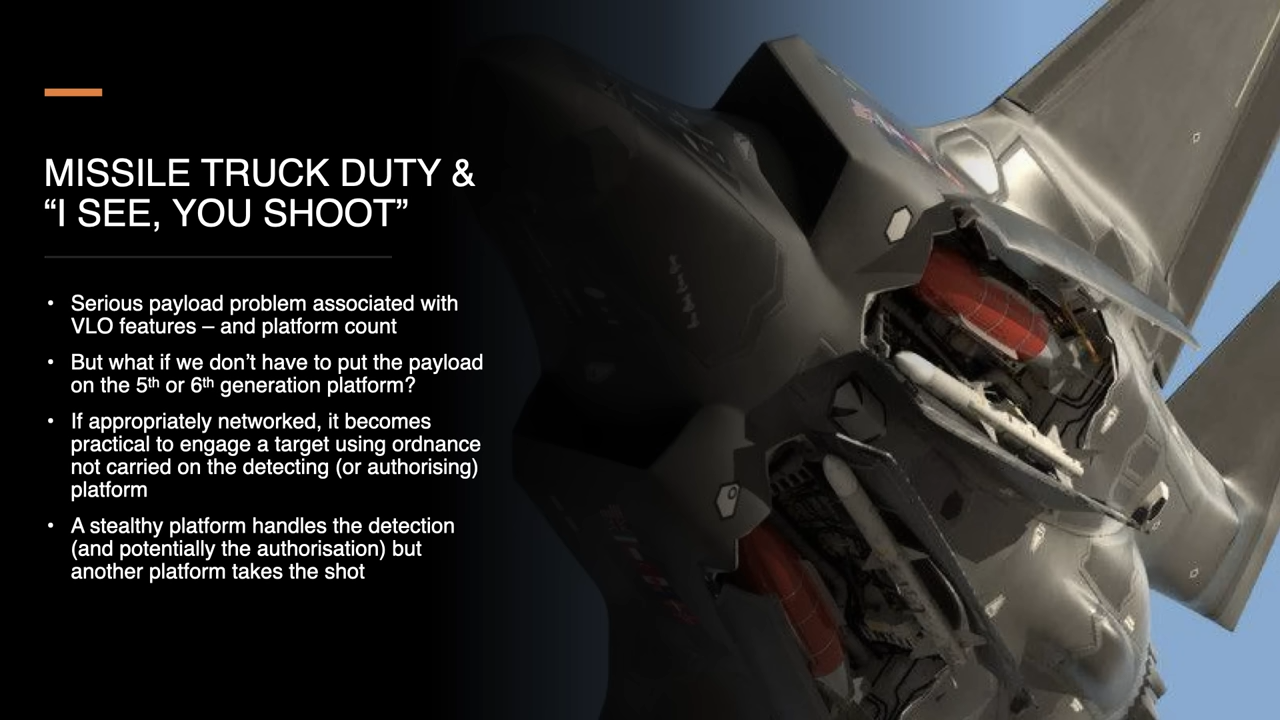 MISSILE TRUCK DUTY &
“I SEE, YOU SHOOT”
• Serious payload problem associated with
VLO features – and platform count
• But what if we don’t have to put the payload
on the 5th or 6th generation platform?
• If appropriately networked, it becomes
practical to engage a target using ordnance
not carried on the detecting (or authorising)
platform
• A stealthy platform handles the detection
(and potentially the authorisation) but
another platform takes the shot